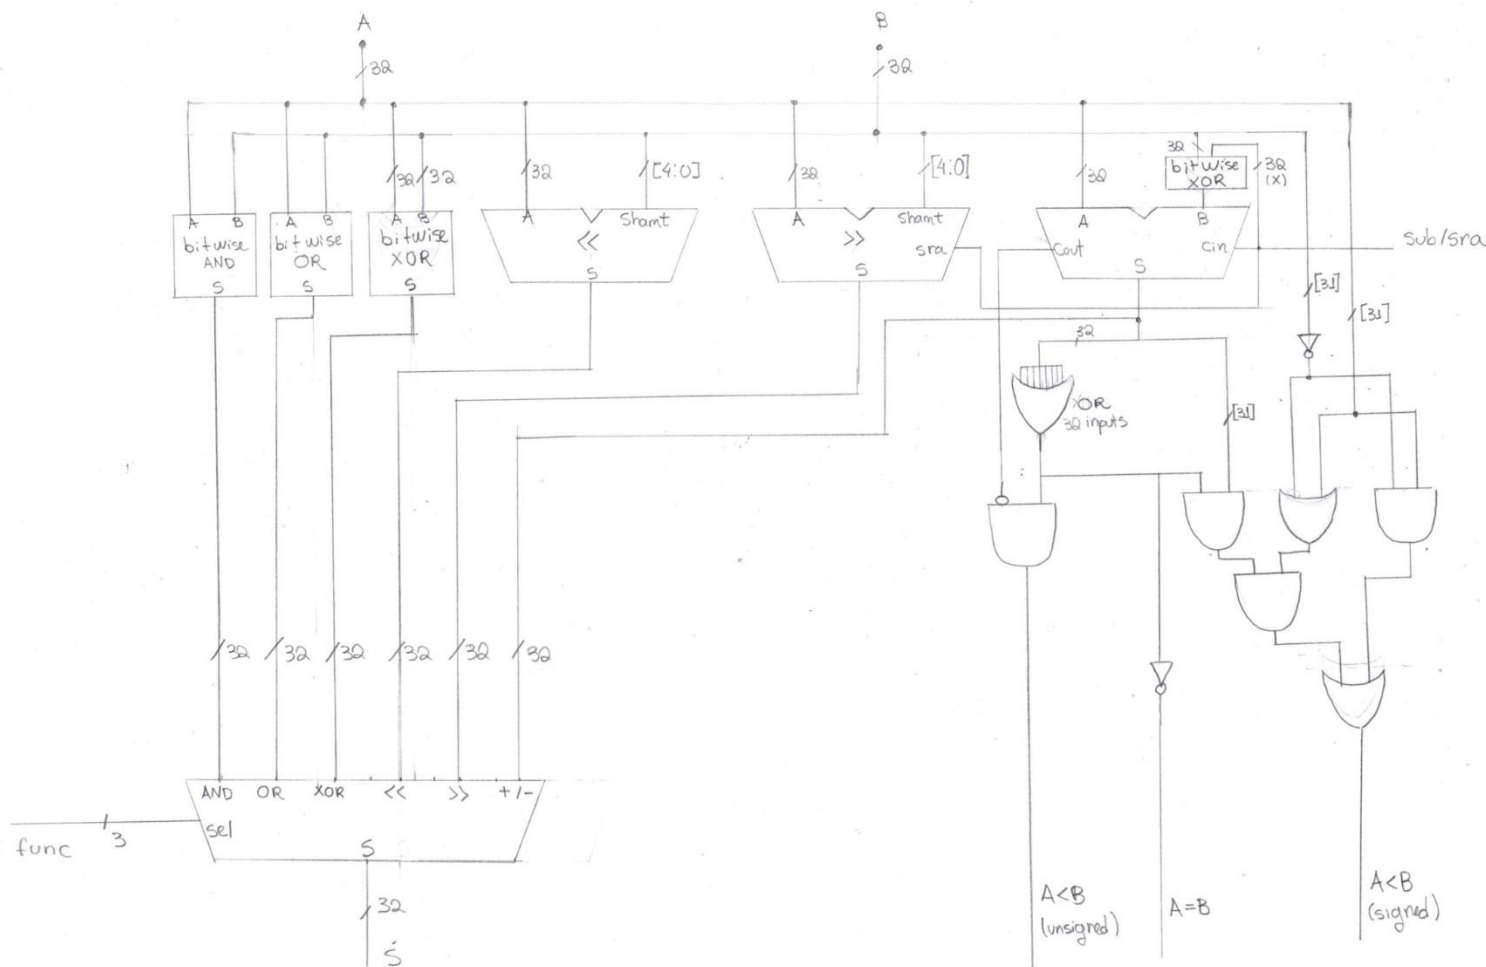 A
B
32
32
32
32
32
[4:0]
32
[4:0]
32
32
bitwise
XOR
32
(x)
A B
bitwise
AND
S
A B
bitwise
OR
S
A B
bitwise
XOR
S
A
Shamt
<<
S
A
Shamt
>>
sra
S
A
B
Cout
Cin
S
Sub/Sra
[31]
[31]
32
XOR
32 inputs
[31]
32
32
32
32
32
32
AND OR XOR << >> +/-
sel
func
3
S
32
S
A<B
(unsigned)
A=B
A<B
(signed)